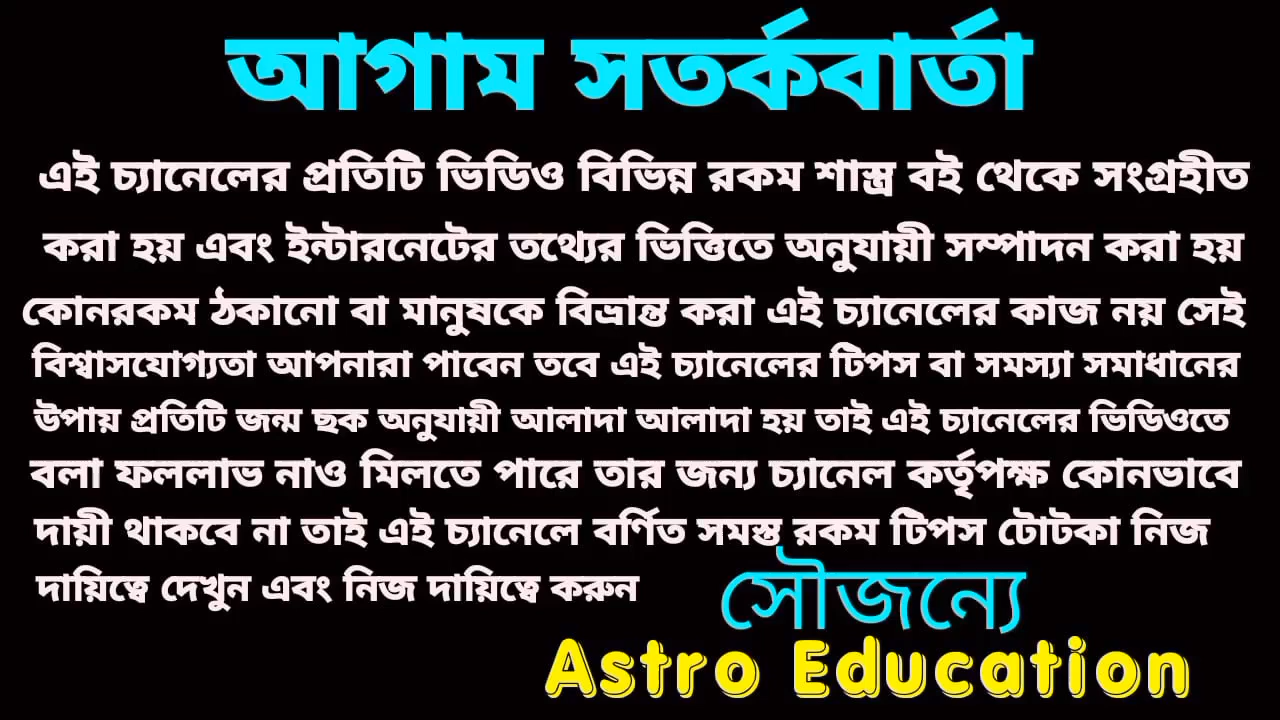 আগাম সতর্কবার্তা
এই চ্যানেলের প্রতিটি ভিডিও বিভিন্ন রকম শাস্ত্র বই থেকে সংগ্রহীত
করা হয় এবং ইন্টারনেটের তথ্যের ভিত্তিতে অনুযায়ী সম্পাদন করা হয়
কোনরকম ঠকানো বা মানুষকে বিভ্রান্ত করা এই চ্যানেলের কাজ নয় সেই
বিশ্বাসযোগ্যতা আপনারা পাবেন তবে এই চ্যানেলের টিপস বা সমস্যা সমাধানের
উপায় প্রতিটি জন্ম ছক অনুযায়ী আলাদা আলাদা হয় তাই এই চ্যানেলের ভিডিওতে
বলা ফললাভ নাও মিলতে পারে তার জন্য চ্যানেল কর্তৃপক্ষ কোনভাবে
দায়ী থাকবে না তাই এই চ্যানেলে বর্ণিত সমস্ত রকম টিপস টোটকা নিজ
দায়িত্বে দেখুন এবং নিজ দায়িত্বে করুন
সৌজন্যে
Astro Education